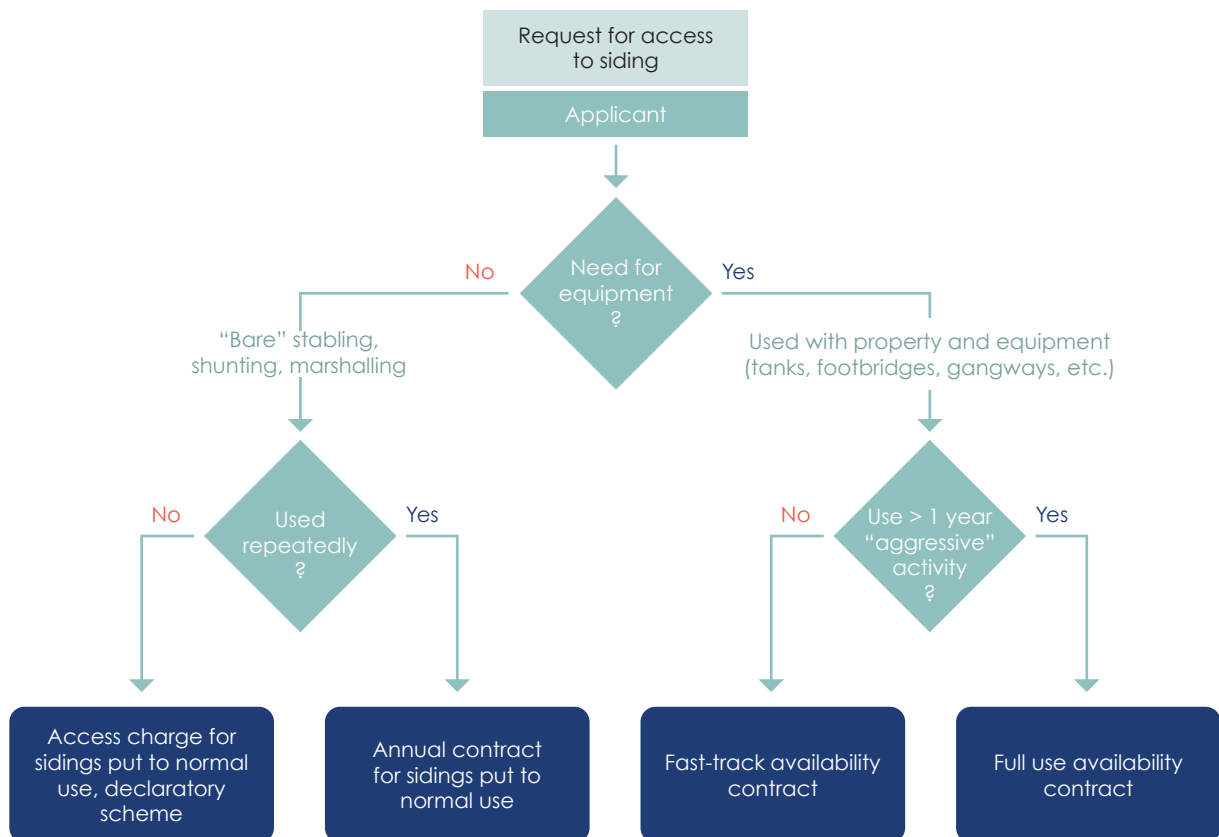 Request for access
to siding
Applicant
Need for
equipment
?
No
Yes
“Bare” stabling,
shunting, marshalling
Used with property and equipment
(tanks, footbridges, gangways, etc.)
Used
repeatedly
?
No
Yes
Use > 1 year
“aggressive”
activity
?
No
Yes
Access charge for
sidings put to normal
use, declaratory
scheme
Annual contract
for sidings put to
normal use
Fast-track availability
contract
Full use availability
contract